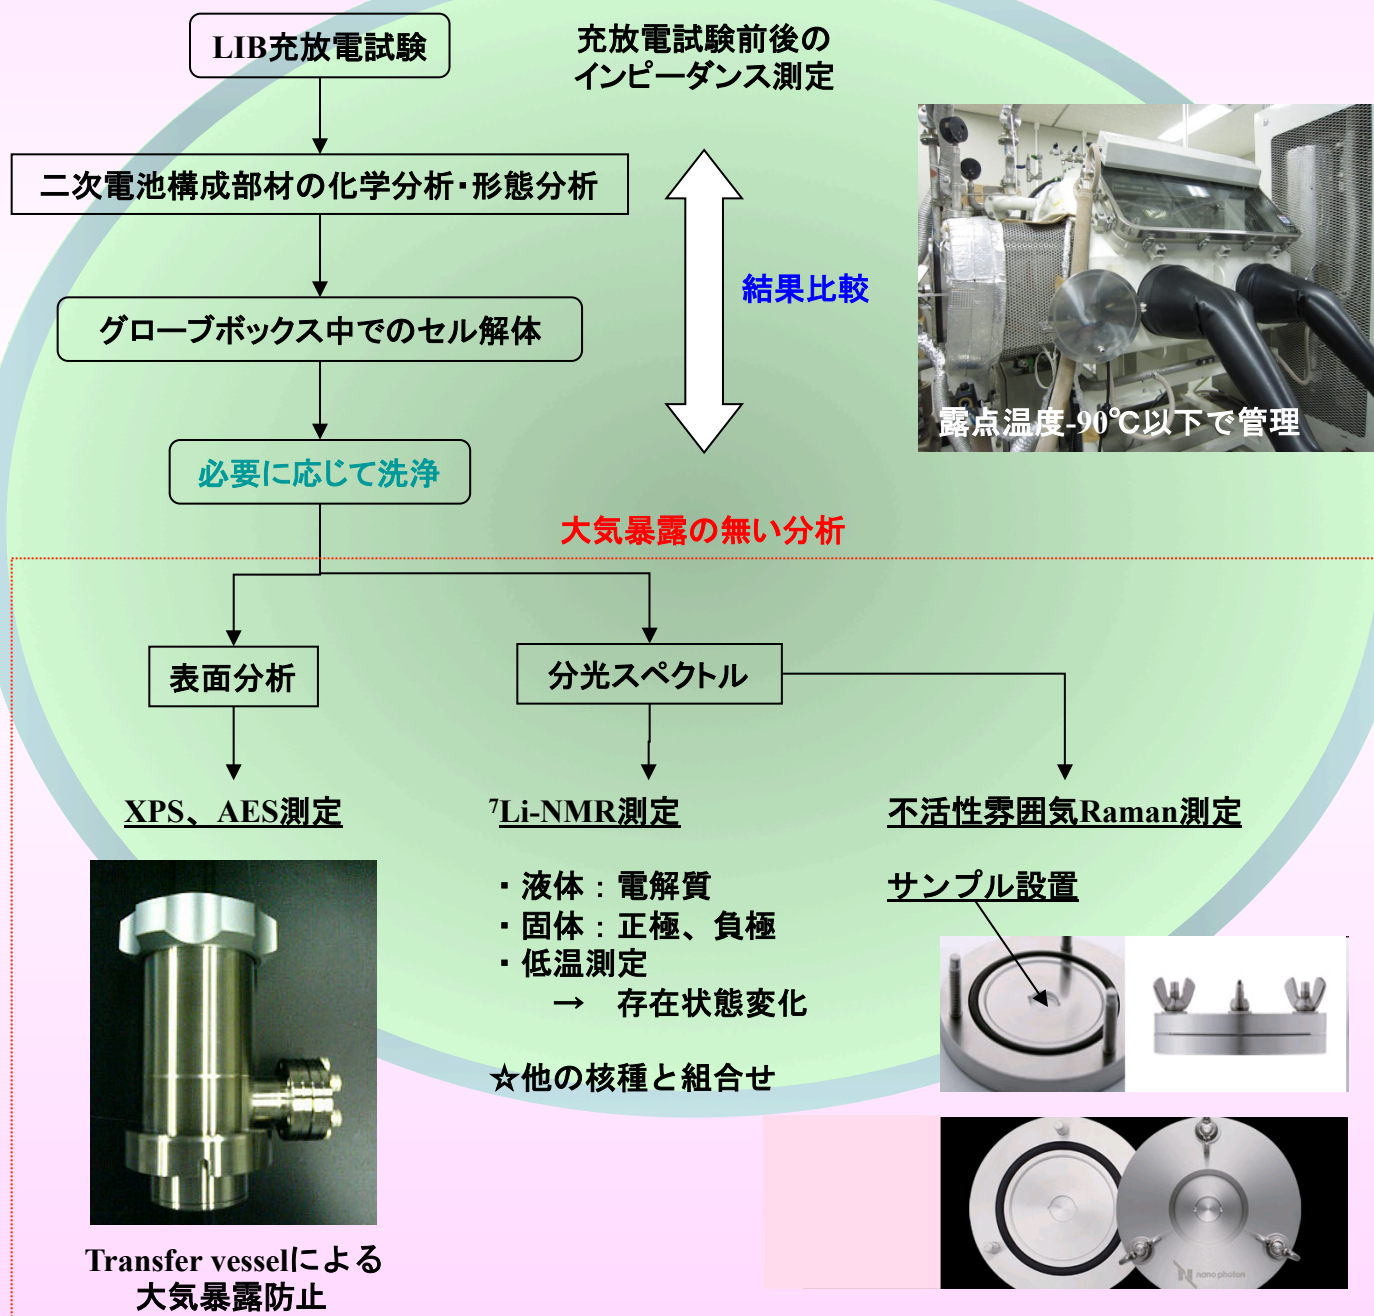 LIB充放電試験
充放電試験前後の
インピーダンス測定
二次電池構成部材の化学分析・形態分析
結果比較
グローブボックス中でのセル解体
露点温度-90℃以下で管理
必要に応じて洗浄
大気暴露の無い分析
表面分析
分光スペクトル
XPS、AES測定
⁷Li-NMR測定
不活性雰囲気Raman測定
・液体：電解質
サンプル設置
・固体：正極、負極
・低温測定
→ 存在状態変化
☆他の核種と組合せ
Transfer vesselによる
大気暴露防止
nanophoton